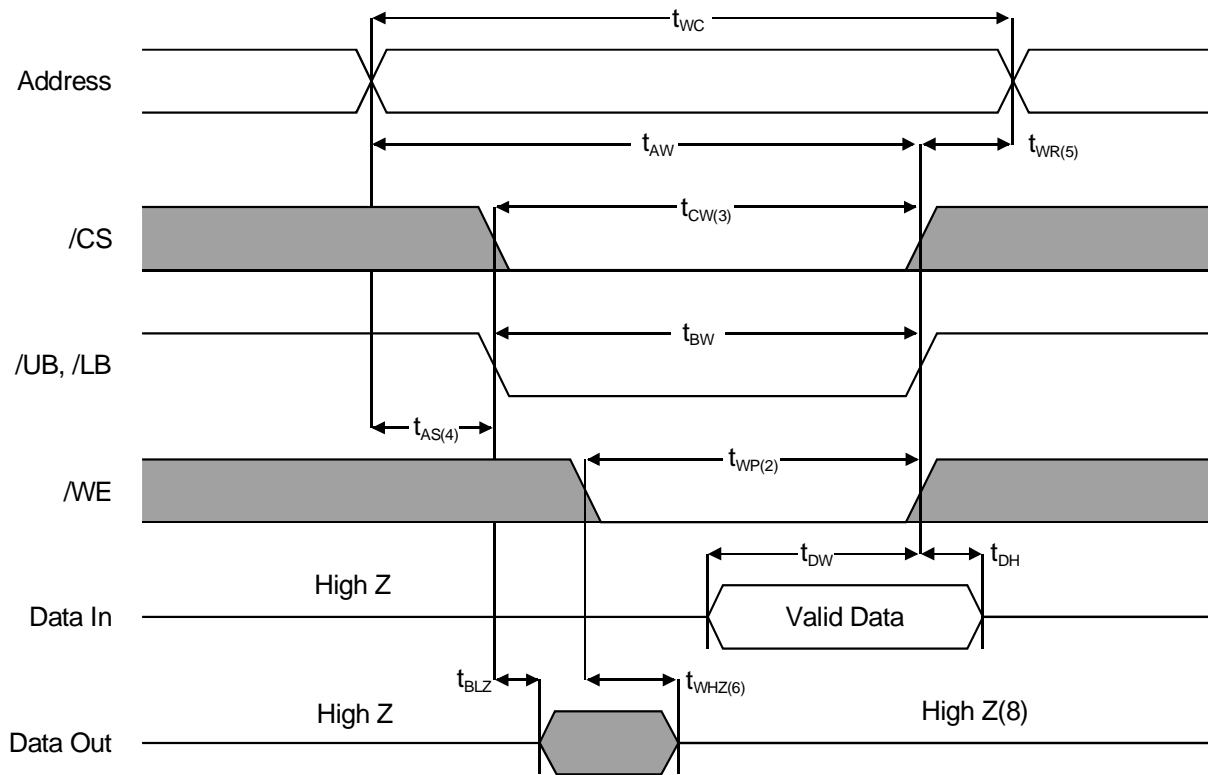 tWC
Address
tAW
tWR(5)
tCW(3)
/CS
tBW
/UB, /LB
tAS(4)
tWP(2)
/WE
tDW
tDH
High Z
Data In
Valid Data
tBLZ
tWHZ(6)
High Z
High Z(8)
Data Out